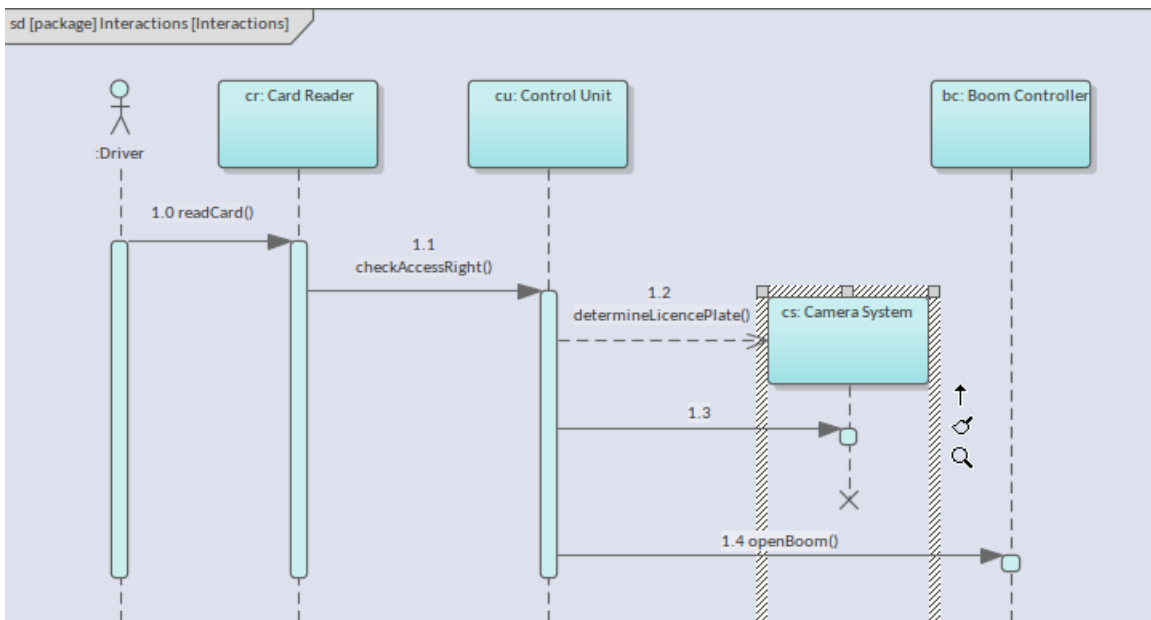 sd [package] Interactions [Interactions]
cr: Card Reader
cu: Control Unit
bc: Boom Controller
:Driver
1.0 readCard()
1.1
checkAccessRight()
1.2
determineLicencePlate()
cs: Camera System
1.3
1.4 openBoom()